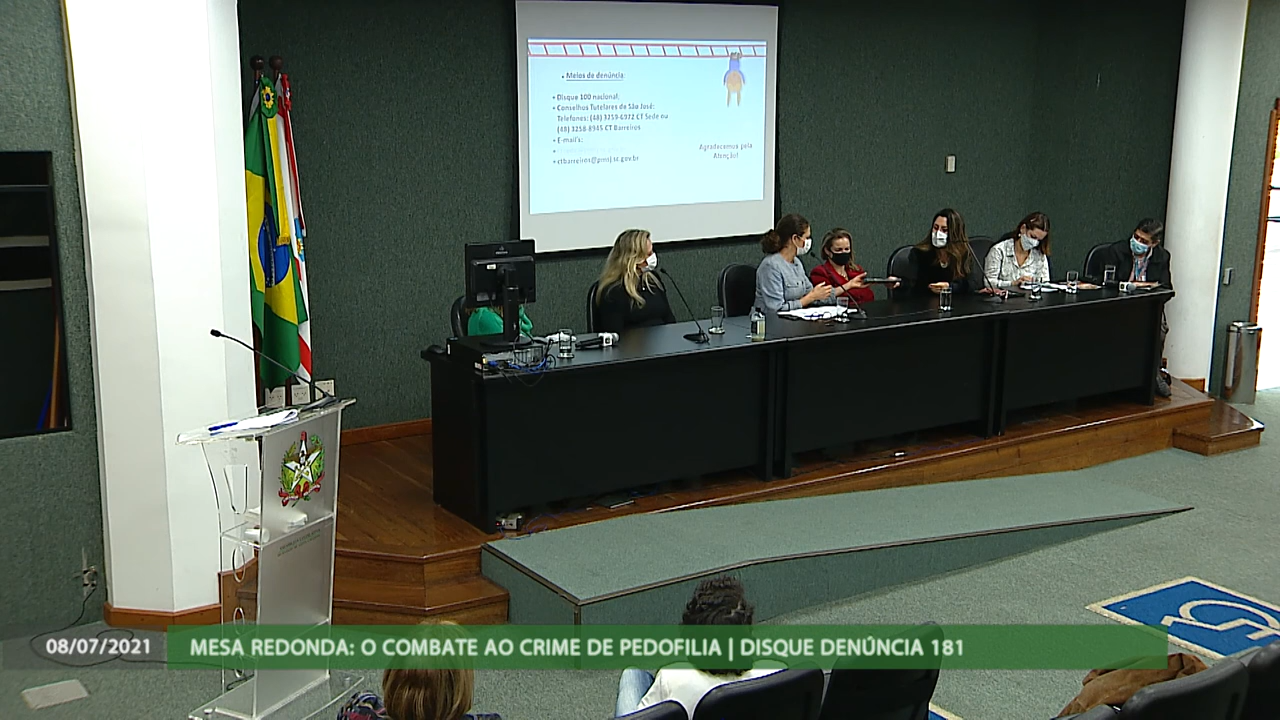 • Meios de denúncia:
• Disque 100 nacional;
• Conselhos Tutelares de São José:
Telefones: (48) 3259-6972 CT Sede ou
(48) 3258-8945 CT Barreiros
• E-mail's:
• ctbarreiros@pmsj.sc.gov.br
Agradecemos pela
Atenção!
08/07/2021
MESA REDONDA: O COMBATE AO CRIME DE PEDOFILIA | DISQUE DENÚNCIA 181